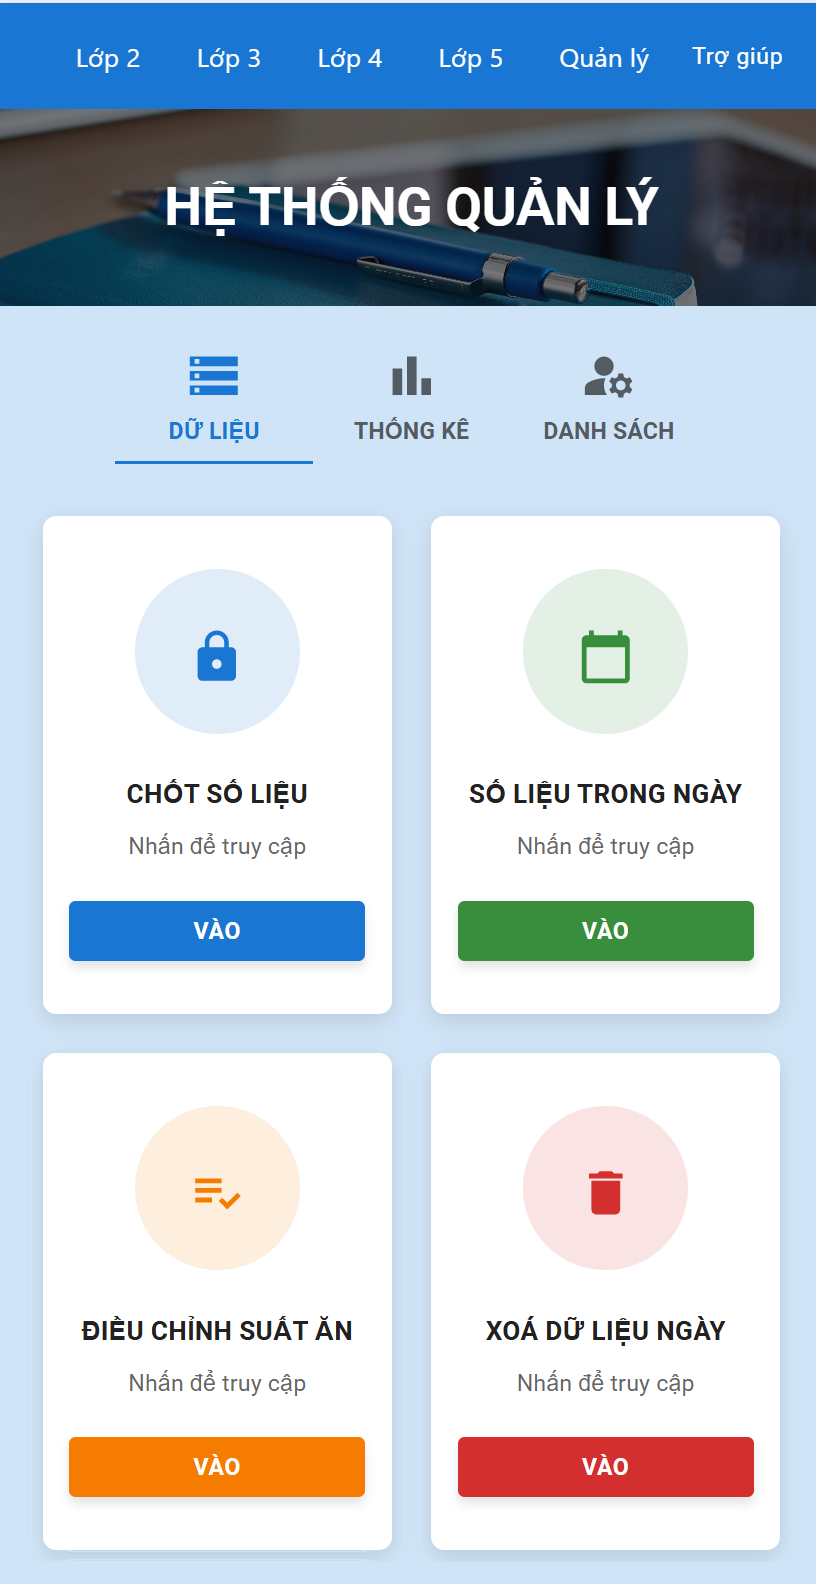 Lớp 2 Lớp 3 Lớp 4 Lớp 5 Quản lý Trợ giúp
HỆ THỐNG QUẢN LÝ
DỮ LIỆU THỐNG KÊ DANH SÁCH
CHỐT SỐ LIỆU
Nhấn để truy cập
VÀO
SỐ LIỆU TRONG NGÀY
Nhấn để truy cập
VÀO
ĐIỀU CHỈNH SUẤT ĂN
Nhấn để truy cập
VÀO
XOÁ DỮ LIỆU NGÀY
Nhấn để truy cập
VÀO